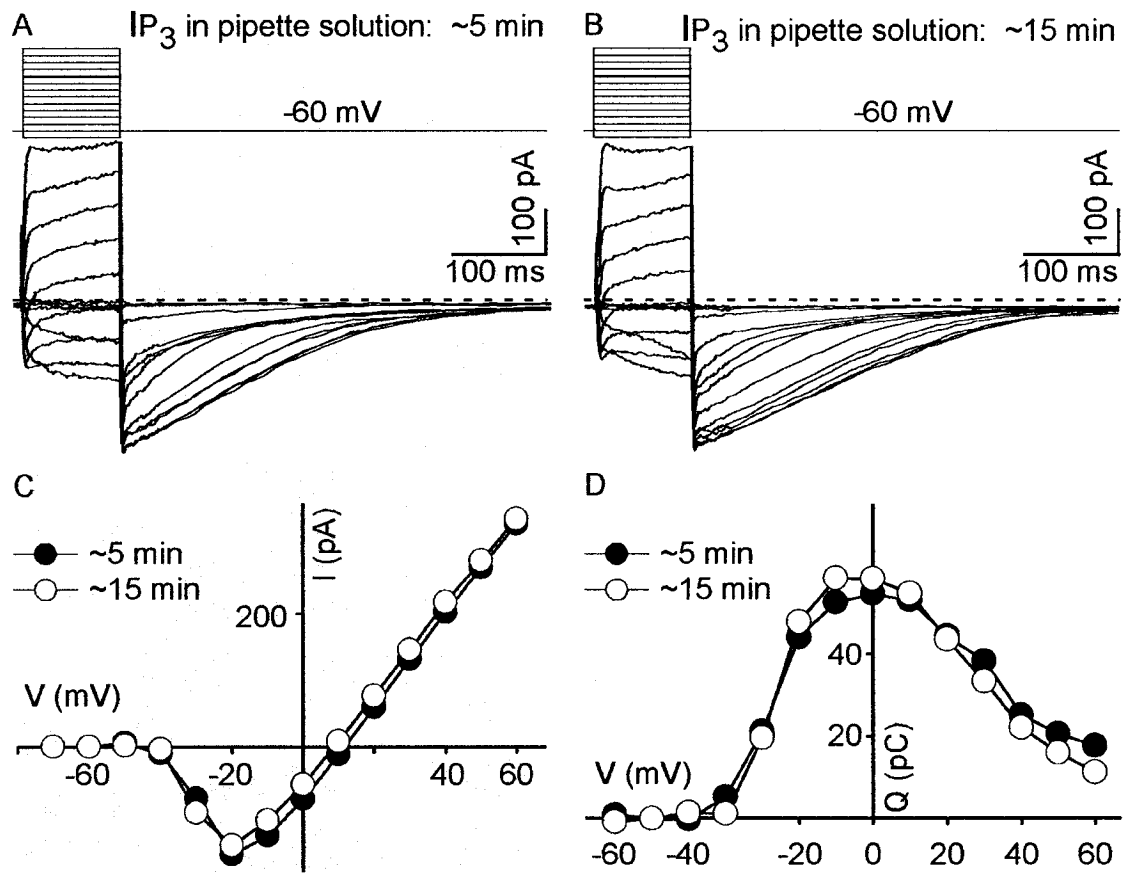 A
IP3 in pipette solution: ~5 min
-60 mV
100 pA
100 ms
B
IP3 in pipette solution: ~15 min
-60 mV
100 pA
100 ms
C
~5 min
~15 min
I (pA)
200
V (mV)
-60
-20
40
60
D
~5 min
~15 min
40
20
Q (pC)
V (mV)
-60
-40
-20
0
20
40
60